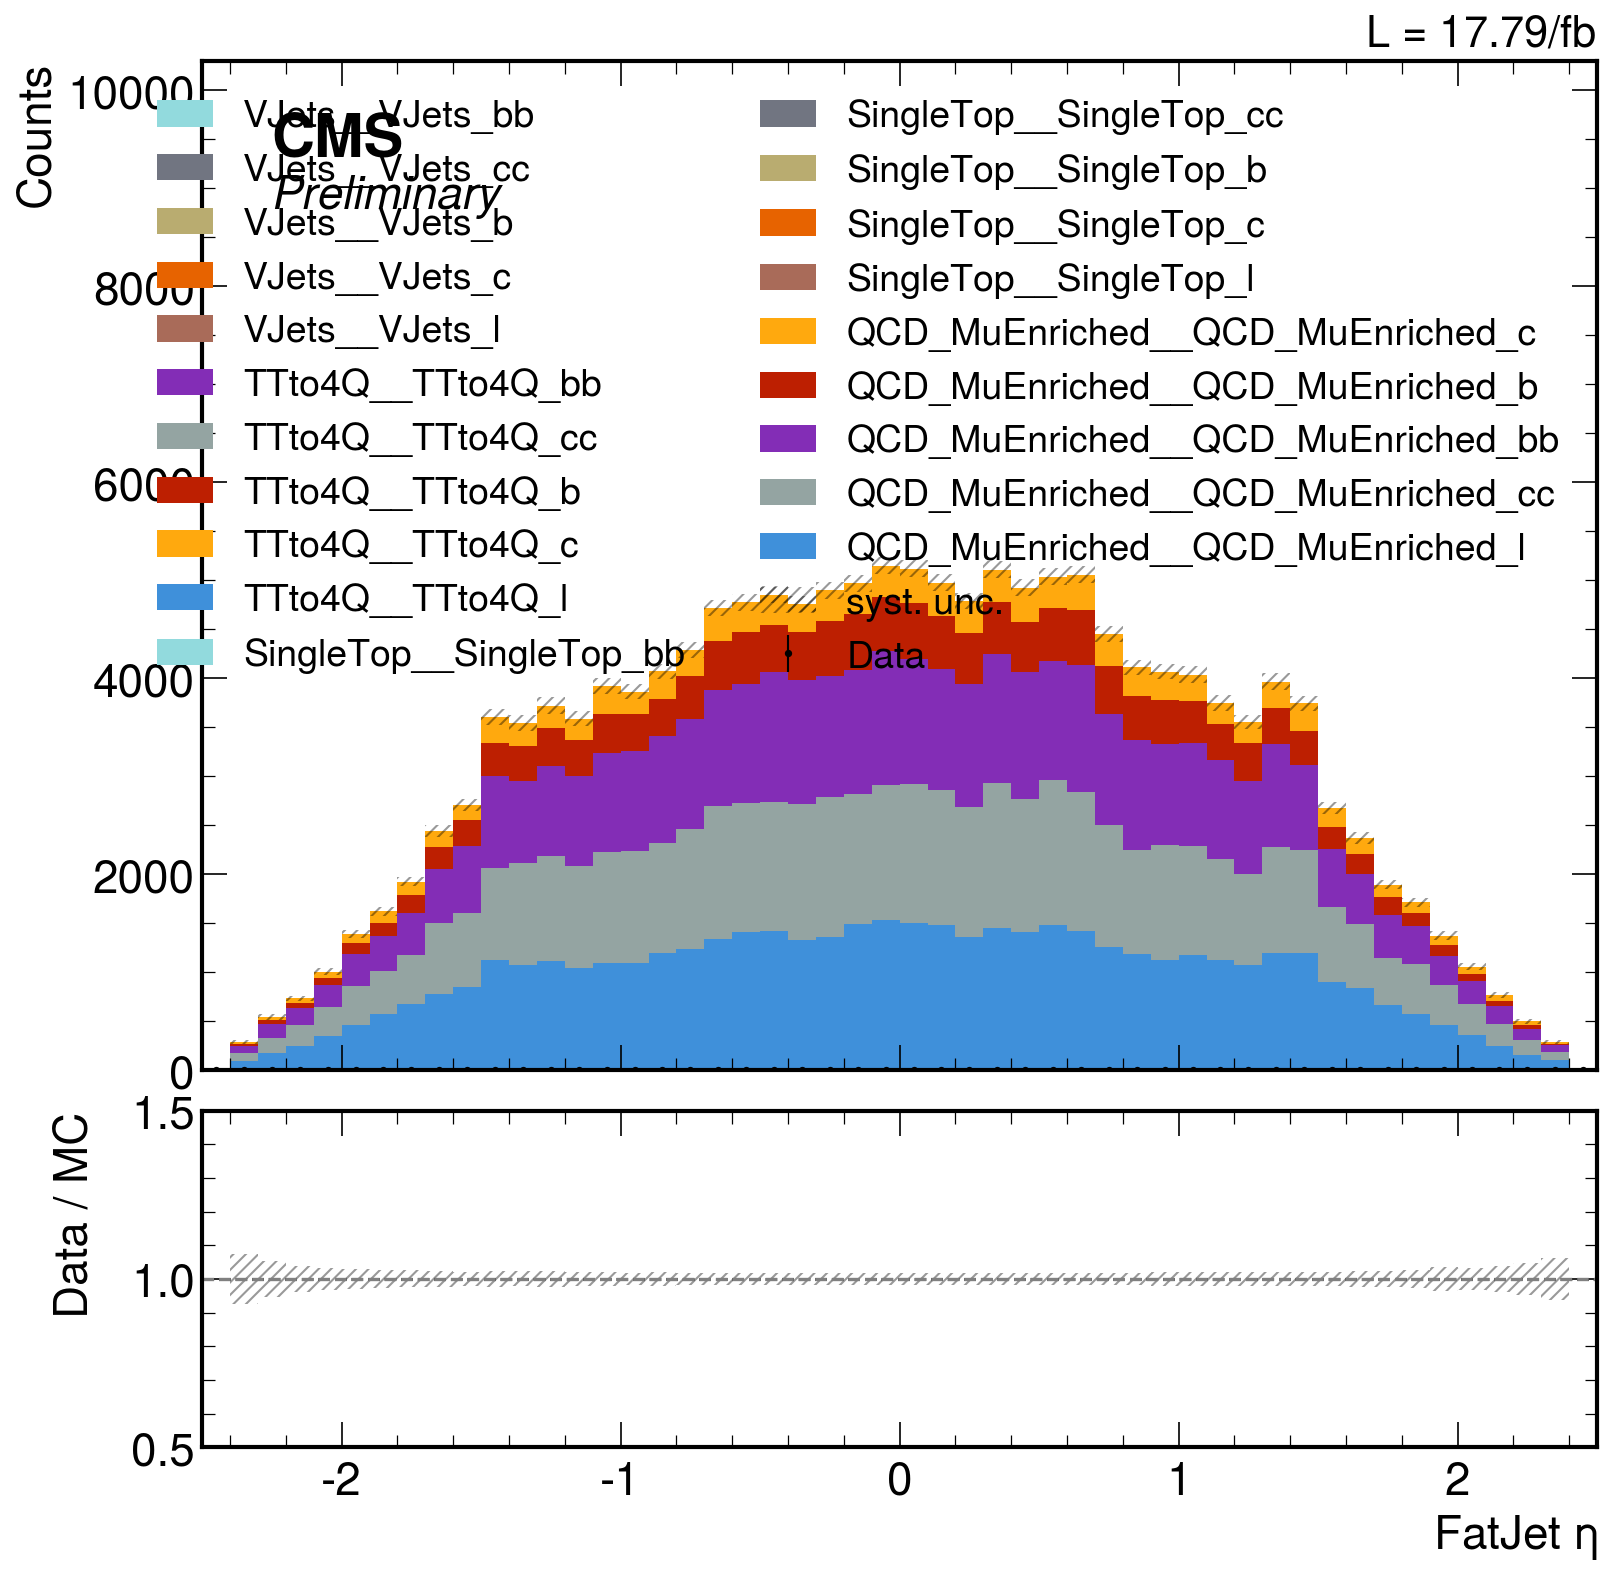 L = 17.79/fb
Counts
10000
8000
6000
4000
2000
0
CMS
Preliminary
VJets__VJets_bb
VJets__VJets_cc
VJets__VJets_b
VJets__VJets_c
VJets__VJets_l
TTto4Q__TTto4Q_bb
TTto4Q__TTto4Q_cc
TTto4Q__TTto4Q_b
TTto4Q__TTto4Q_c
TTto4Q__TTto4Q_l
SingleTop__SingleTop_bb
SingleTop__SingleTop_cc
SingleTop__SingleTop_b
SingleTop__SingleTop_c
SingleTop__SingleTop_l
QCD_MuEnriched__QCD_MuEnriched_c
QCD_MuEnriched__QCD_MuEnriched_b
QCD_MuEnriched__QCD_MuEnriched_bb
QCD_MuEnriched__QCD_MuEnriched_cc
QCD_MuEnriched__QCD_MuEnriched_l
syst. unc.
Data
Data / MC
1.5
1.0
0.5
-2 -1 0 1 2
FatJet η